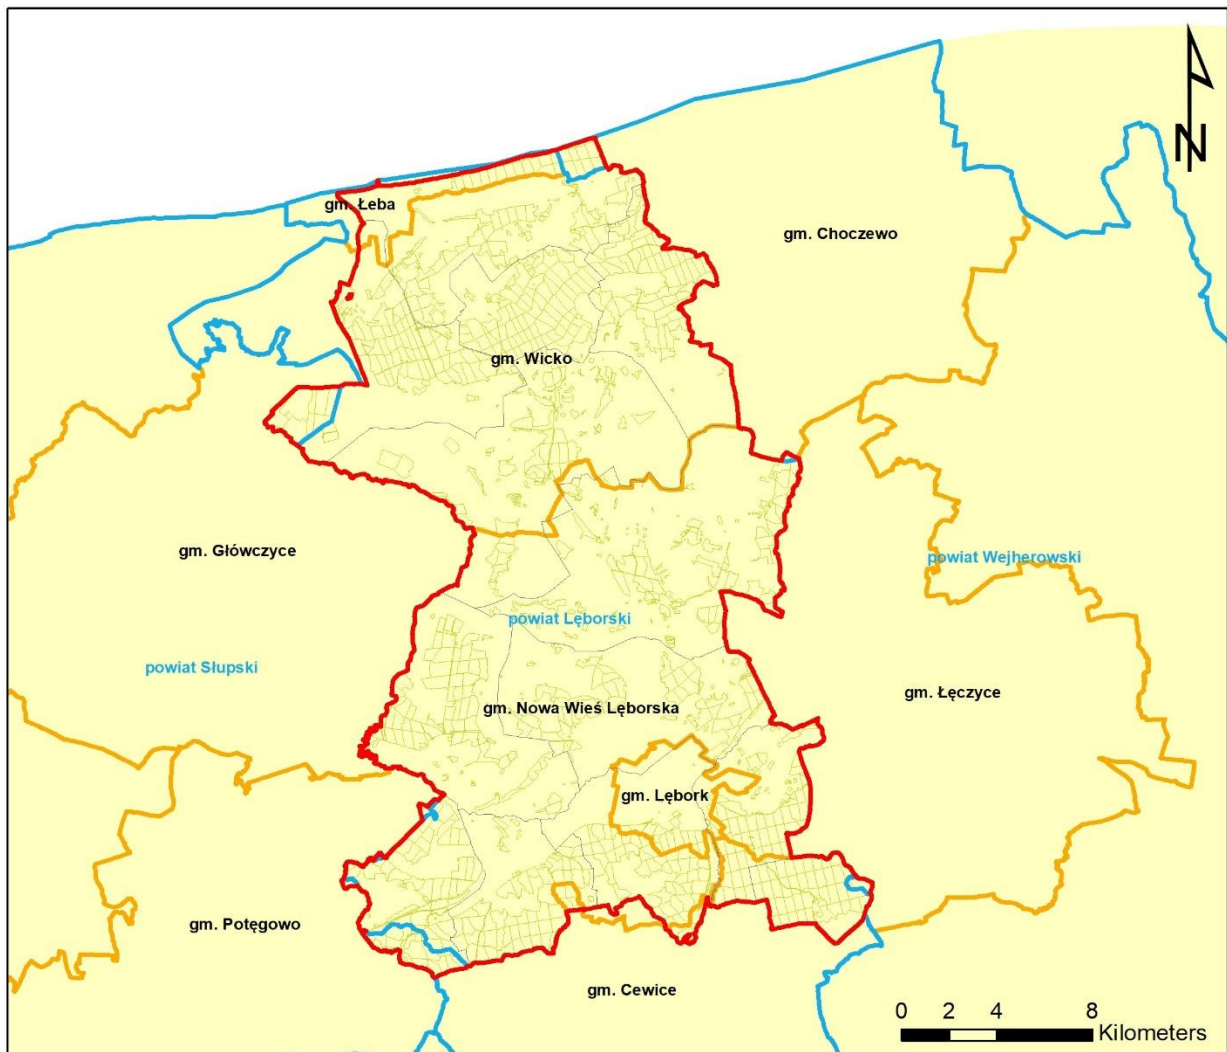 N
gm. Łeba
gm. Choczewo
gm. Wicko
gm. Główczyce
powiat Wejherowski
powiat Lęborski
powiat Słupski
gm. Łęczyce
gm. Nowa Wieś Lęborska
gm. Lębork
gm. Potęgowo
gm. Cewice
0 2 4 8
Kilometers